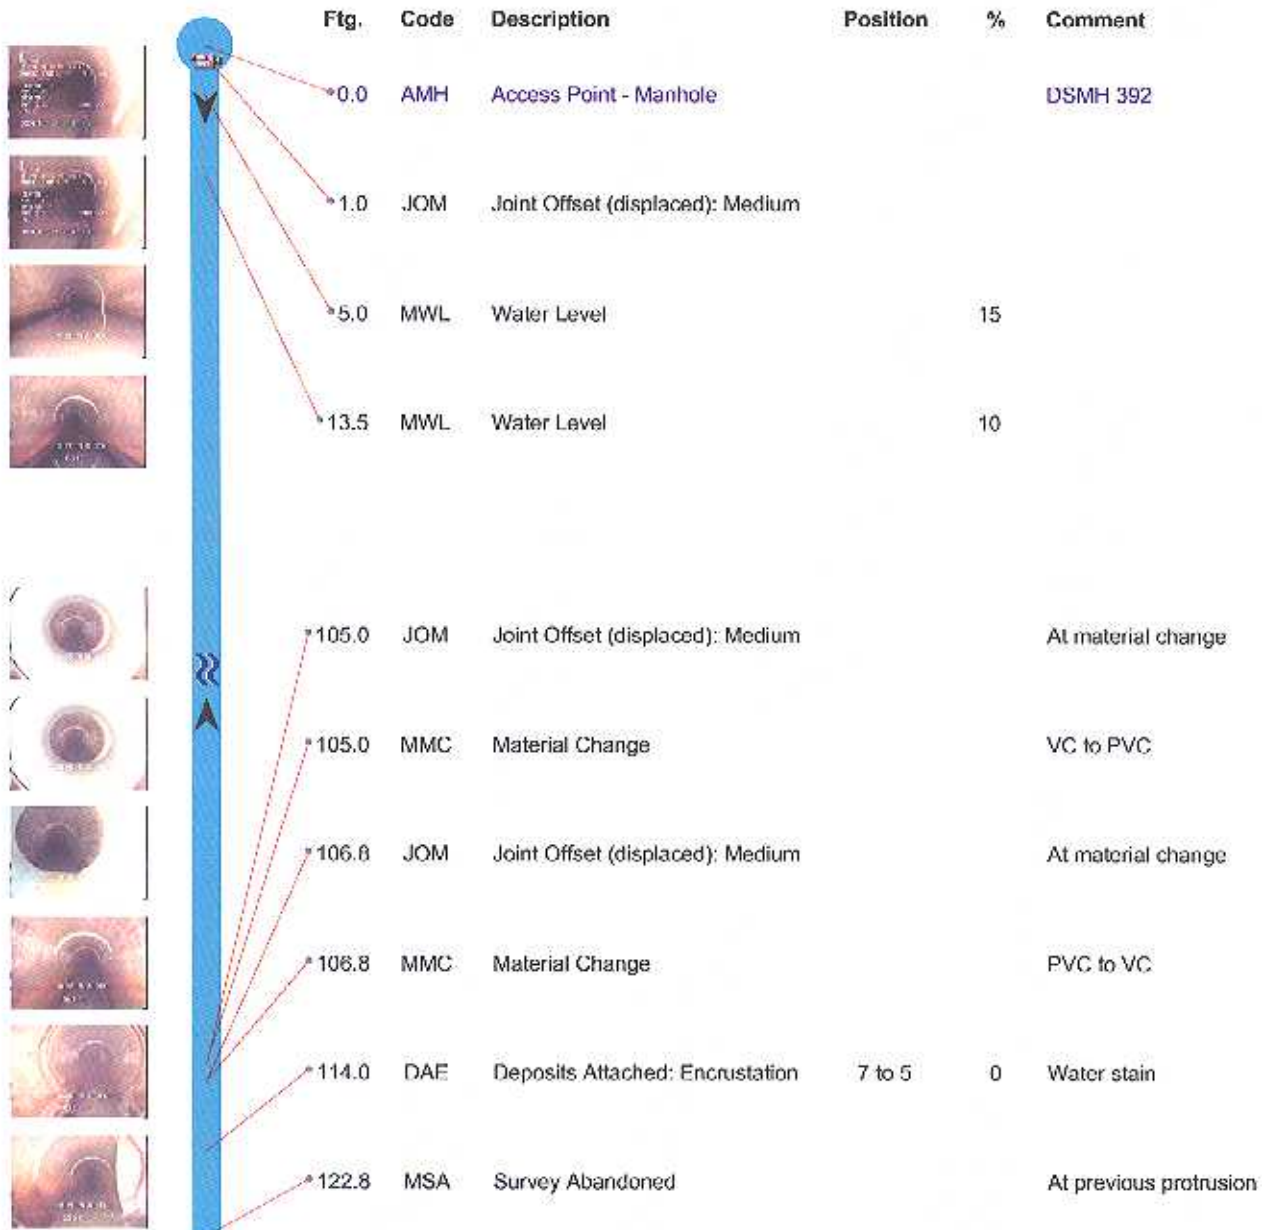 Ftg. Code Description Position % Comment
0.0 AMH Access Point - Manhole DSMH 392
1.0 JOM Joint Offset (displaced): Medium
5.0 MWL Water Level 15
13.5 MWL Water Level 10
105.0 JOM Joint Offset (displaced): Medium At material change
105.0 MMC Material Change VC to PVC
106.8 JOM Joint Offset (displaced): Medium At material change
106.8 MMC Material Change PVC to VC
114.0 DAE Deposits Attached: Encrustation 7 to 5 0 Water stain
122.8 MSA Survey Abandoned At previous protrusion